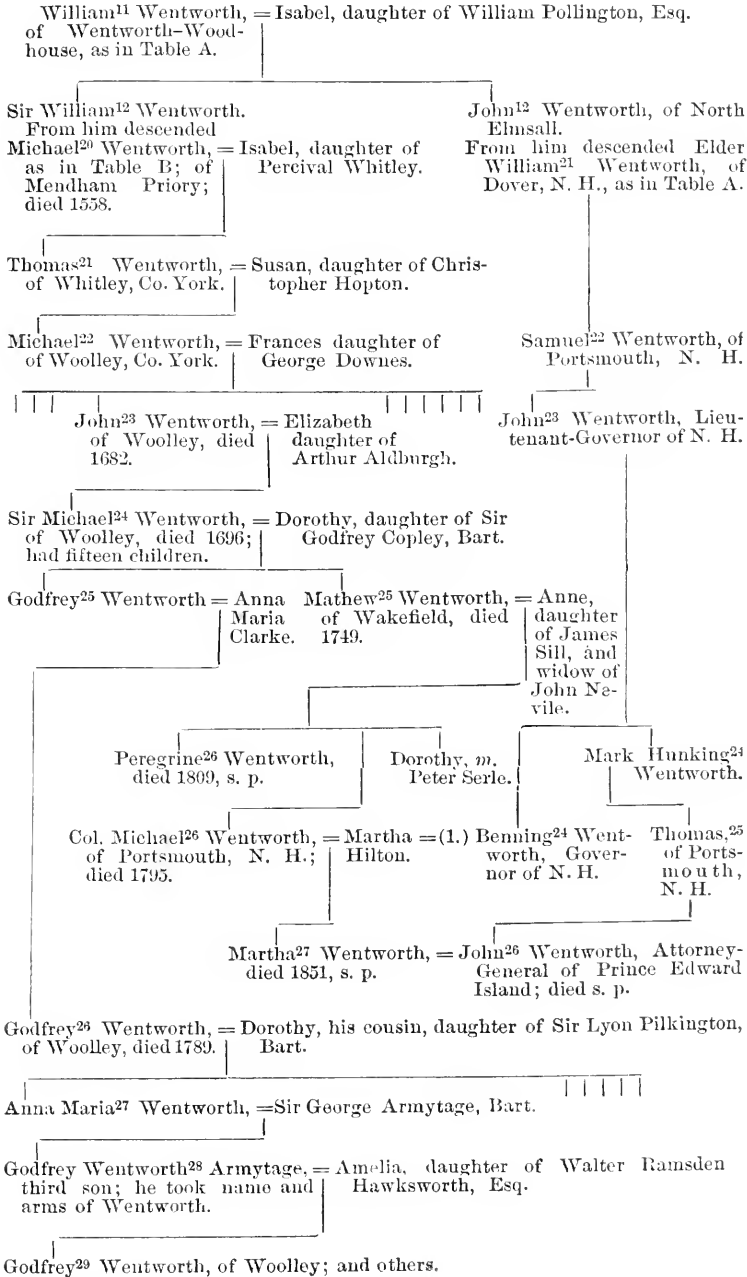 William¹¹ Wentworth, = Isabel, daughter of William Pollington, Esq.
of Wentworth-Wood-
house, as in Table A.
Sir William¹² Wentworth.
From him descended
Michael²⁰ Wentworth, = Isabel, daughter of
as in Table B; of Percival Whitley.
Mendham Priory;
died 1558.
John¹² Wentworth, of North
Elmsall.
From him descended Elder
William²¹ Wentworth, of
Dover, N. H., as in Table A.
Thomas²¹ Wentworth, = Susan, daughter of Chris-
of Whitley, Co. York. topher Hopton.
Michael²² Wentworth, = Frances daughter of
of Woolley, Co. York. George Downes.
Samuel²² Wentworth, of
Portsmouth, N. H.
John²³ Wentworth, = Elizabeth
of Woolley, died daughter of
1682. Arthur Aldburgh.
John²³ Wentworth, Lieu-
tenant-Governor of N. H.
Sir Michael²⁴ Wentworth, = Dorothy, daughter of Sir
of Woolley, died 1696; Godfrey Copley, Bart.
had fifteen children.
Godfrey²⁵ Wentworth = Anna
Maria
Clarke.
Mathew²⁵ Wentworth, = Anne,
of Wakefield, died daughter
1749. of James
Sill, and
widow of
John Ne-
vile.
Peregrine²⁶ Wentworth,
died 1809, s. p.
Dorothy, m.
Peter Serle.
Mark Hunking²⁴
Wentworth.
Col. Michael²⁶ Wentworth, = Martha =(1.) Benning²⁴ Went-
of Portsmouth, N. H.; Hilton. worth, Gover-
died 1795. nor of N. H.
Thomas,²⁵
of Ports-
mouth,
N. H.
Martha²⁷ Wentworth, = John²⁶ Wentworth, Attorney-
died 1851, s. p. General of Prince Edward
Island; died s. p.
Godfrey²⁶ Wentworth, = Dorothy, his cousin, daughter of Sir Lyon Pilkington,
of Woolley, died 1789. Bart.
Anna Maria²⁷ Wentworth, =Sir George Armytage, Bart.
Godfrey Wentworth²⁸ Armytage, = Amelia, daughter of Walter Ramsden
third son; he took name and Hawksworth, Esq.
arms of Wentworth.
Godfrey²⁹ Wentworth, of Woolley; and others.